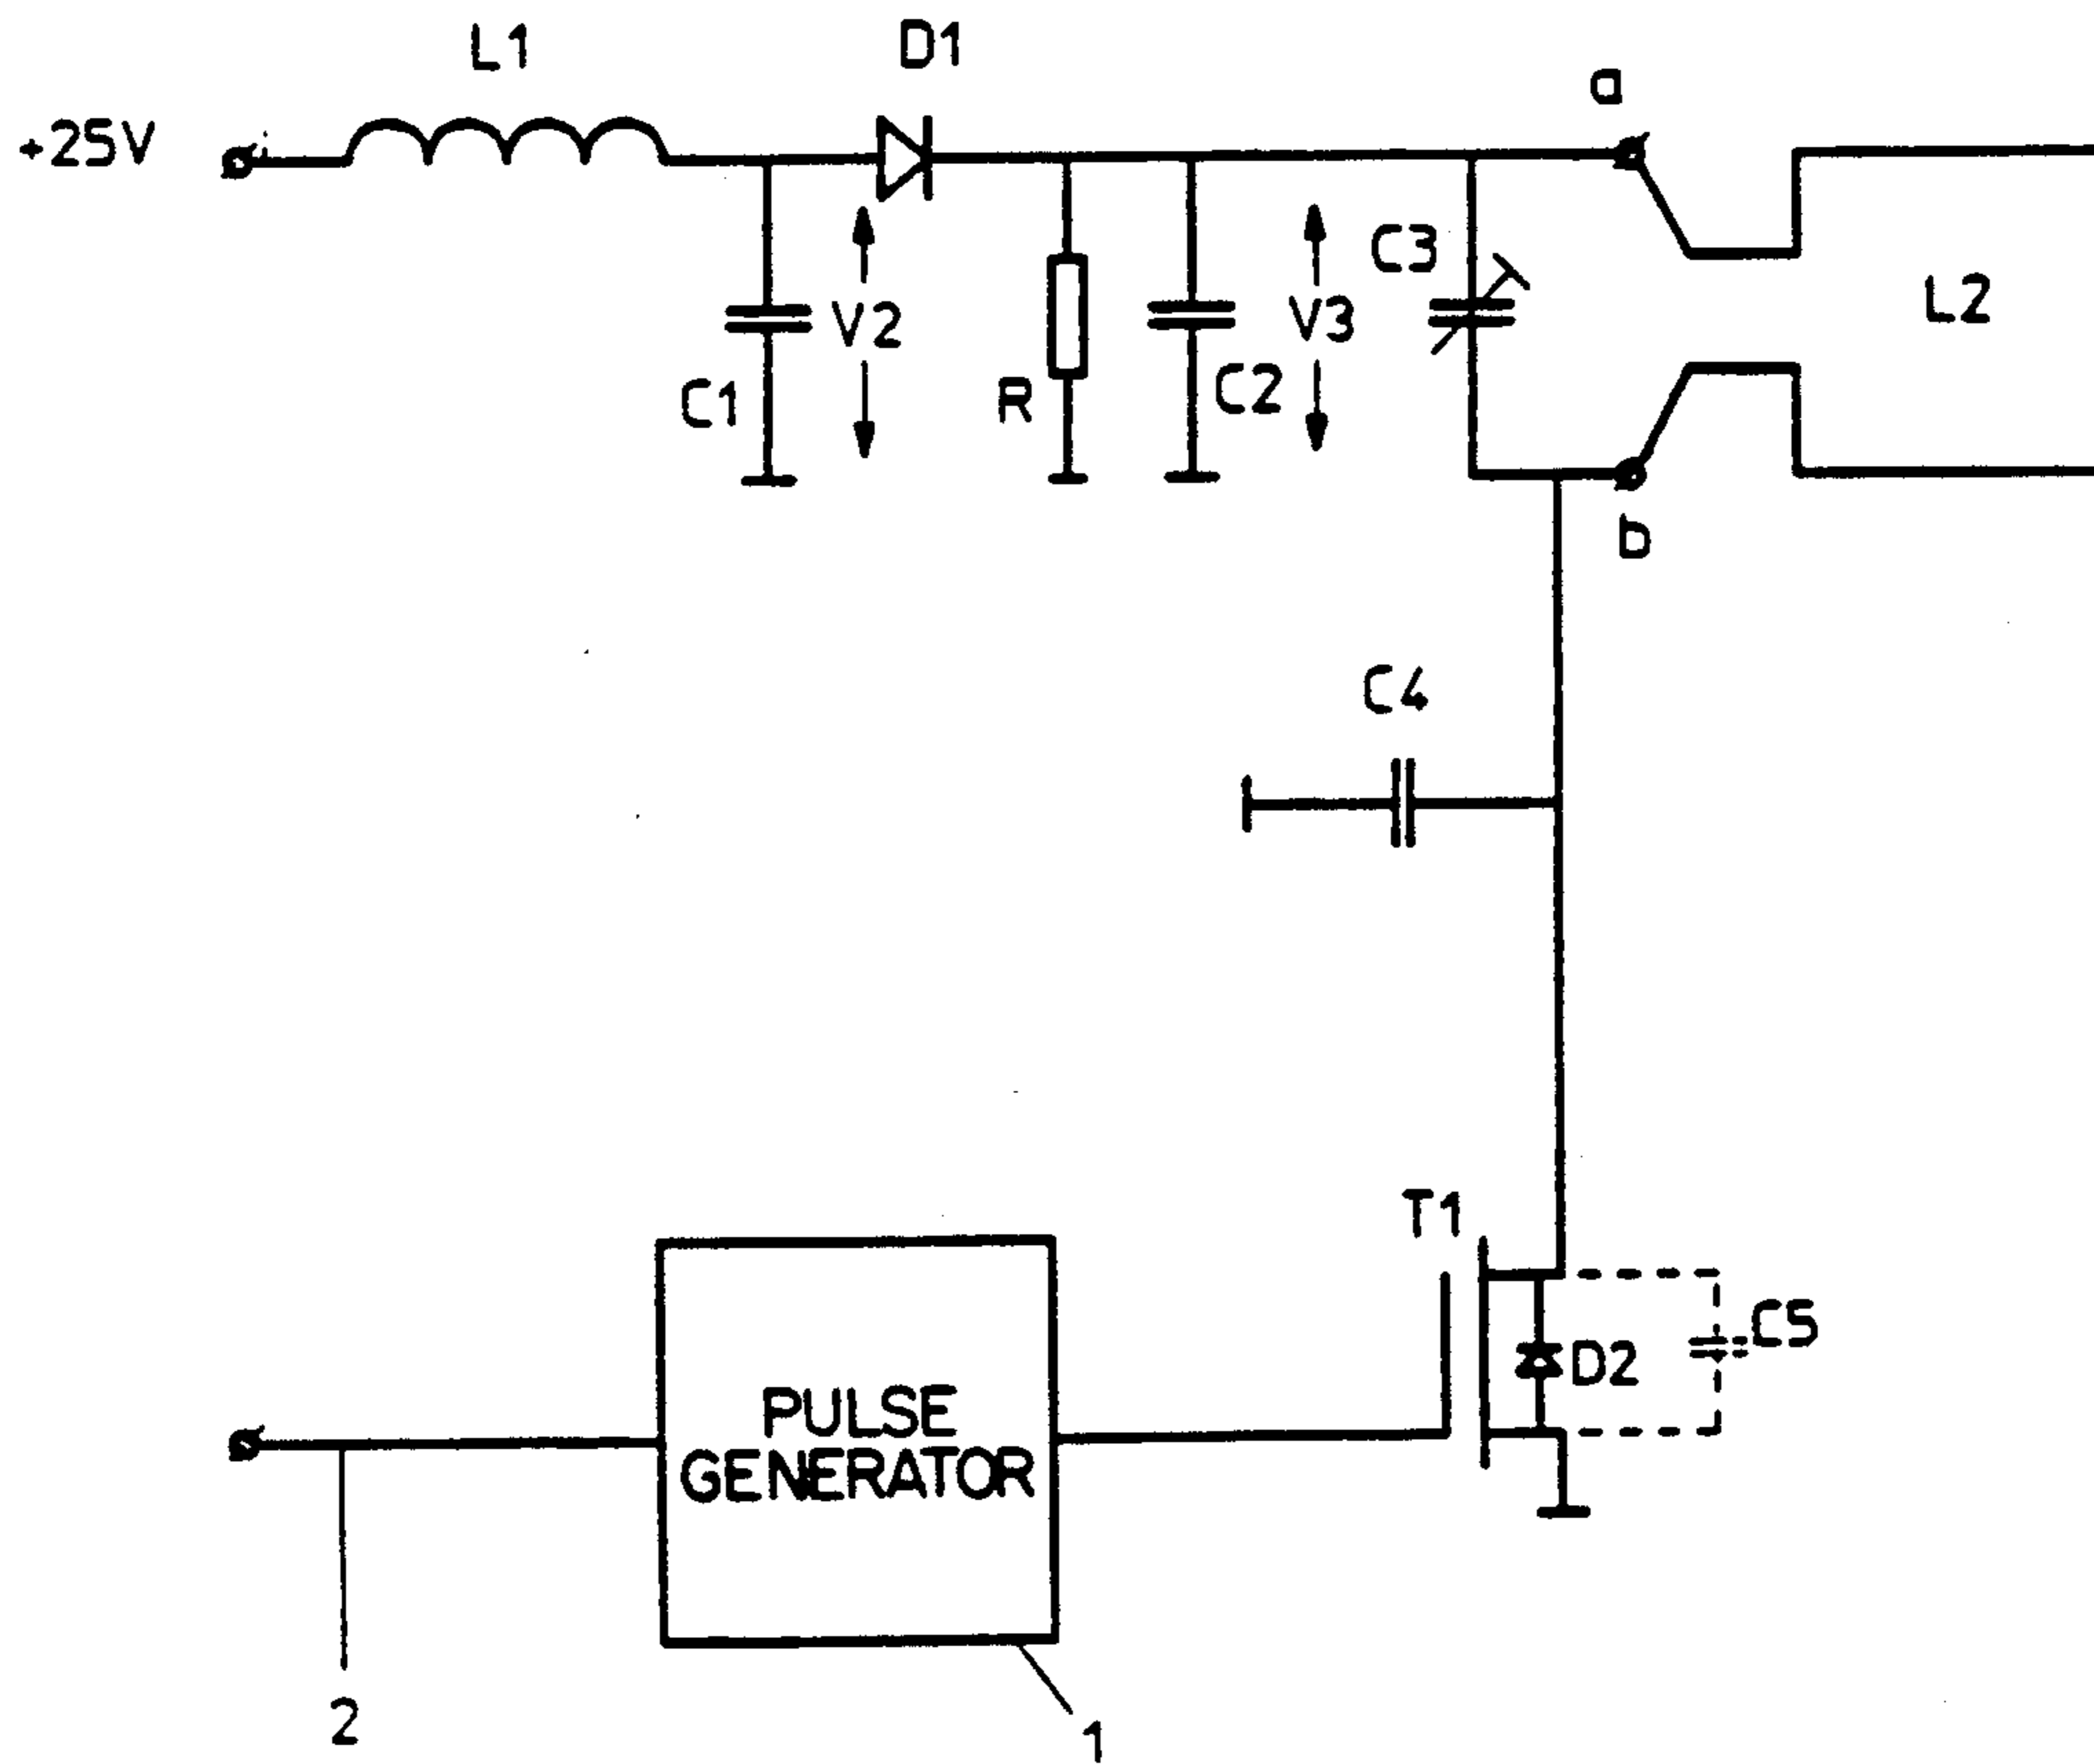 L1
D1
a
+25V
C3
L2
V2
V3
C1
R
C2
b
C4
T1
C5
D2
PULSE
GENERATOR
2
1